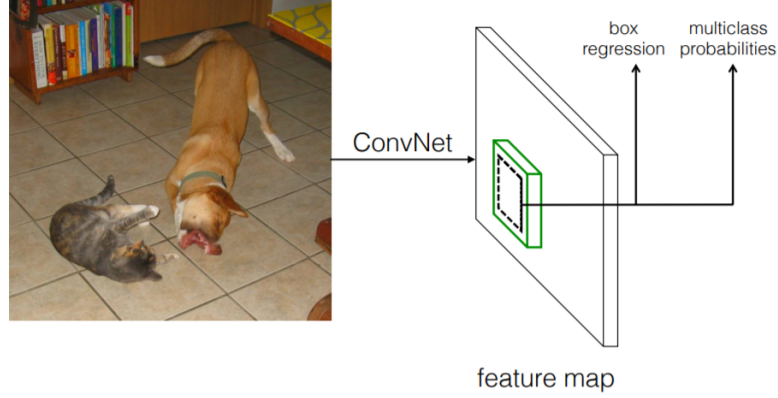 box
regression
multiclass
probabilities
ConvNet
feature map